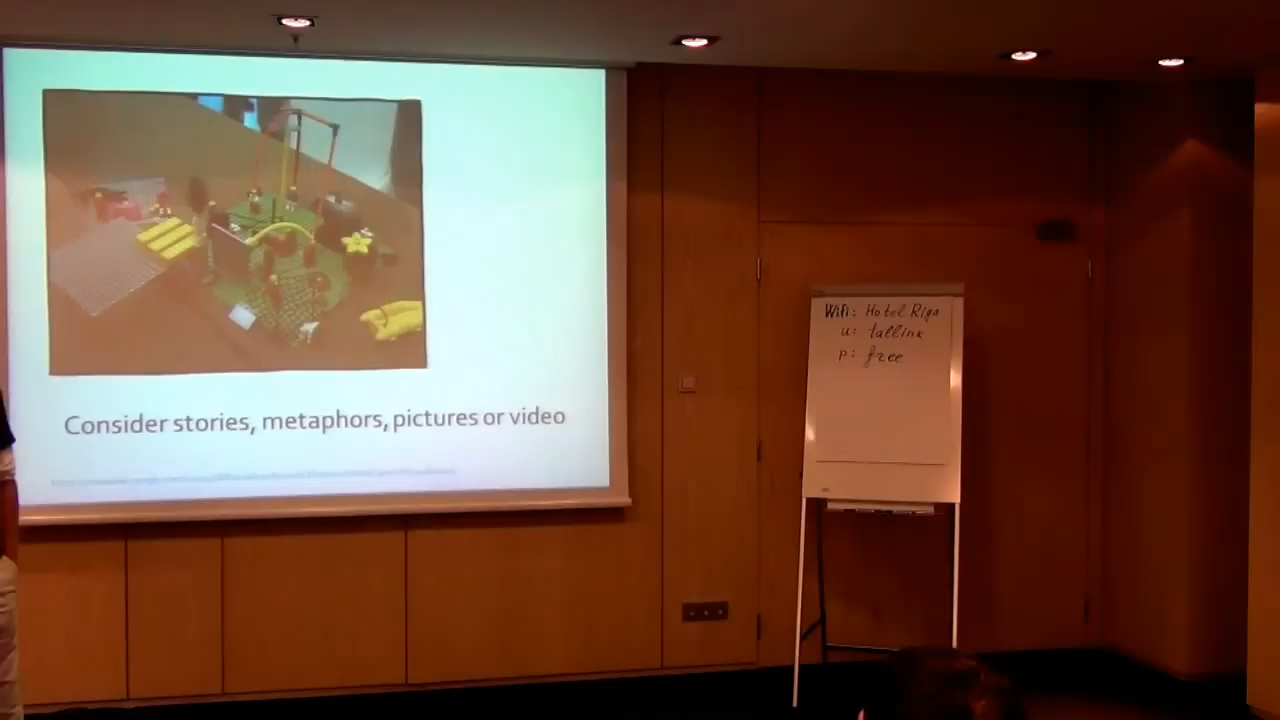 Consider stories, metaphors, pictures or video
Wifi: Hotel Riga
u: tallink
p: free